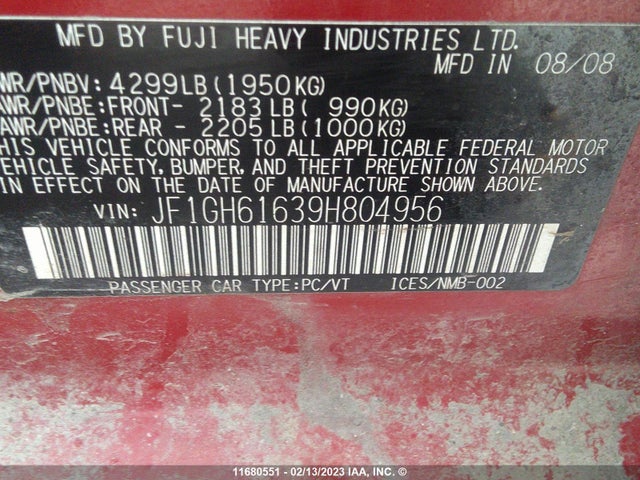 MFD BY FUJI HEAVY INDUSTRIES LTD.
MFD IN 08/08
WR/PNBV: 4299LB (1950KG)
AWR/PNBE:FRONT- 2183LB ( 990KG)
AWR/PNBE:REAR - 2205LB (1000KG)
THIS VEHICLE CONFORMS TO ALL APPLICABLE FEDERAL MOTOR
VEHICLE SAFETY, BUMPER, AND THEFT PREVENTION STANDARDS
IN EFFECT ON THE DATE OF MANUFACTURE SHOWN ABOVE.
VIN: JF1GH61639H804956
PASSENGER CAR TYPE:PC/VT ICES/NMB-002
11680551 - 02/13/2023 IAA, INC. ©